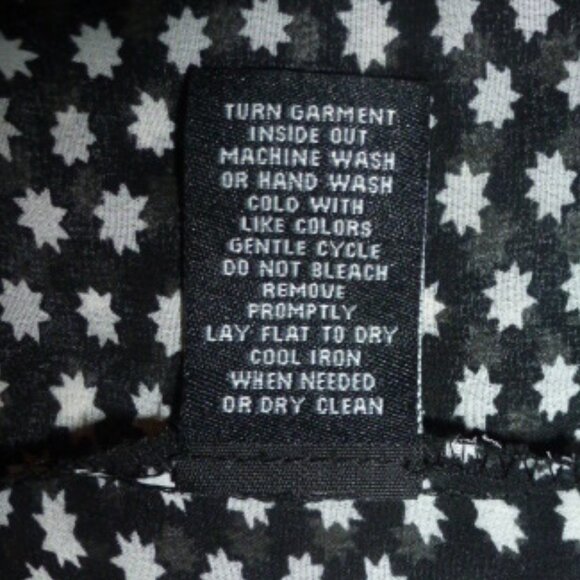 TURN GARMENT
INSIDE OUT
MACHINE WASH
OR HAND WASH
COLD WITH
LIKE COLORS
GENTLE CYCLE
DO NOT BLEACH
REMOVE
PROMPTLY
LAY FLAT TO DRY
COOL IRON
WHEN NEEDED
OR DRY CLEAN